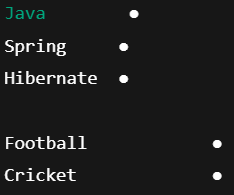 Java ●
Spring ●
Hibernate ●
Football ●
Cricket ●